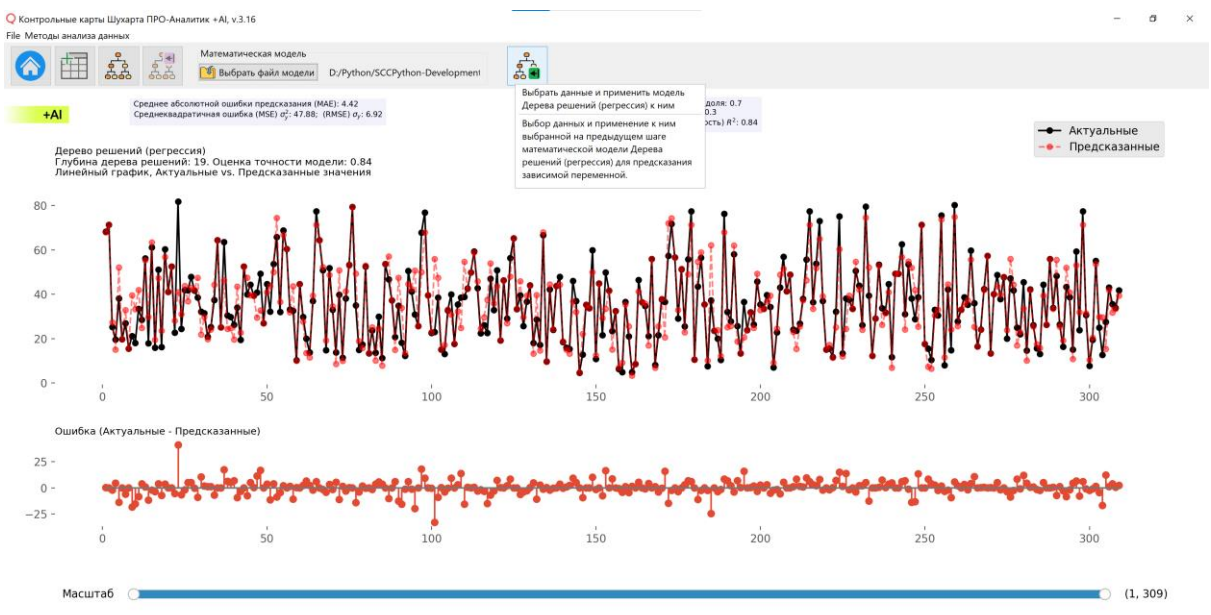 Контрольные карты Шухарта ПРО-Аналитик +AI, v.3.16
File Методы анализа данных
Математическая модель
Выбрать файл модели D:/Python/SCCPython-Development
Выбрать данные и применить модель
Дерева решений (регрессия) к ним
Выбор данных и применение к ним
выбранной на предыдущем шаге
математической модели Дерева
решений (регрессия) для предсказания
зависимой переменной.
+AI
Среднее абсолютной ошибки предсказания (MAE): 4.42
Среднеквадратичная ошибка (MSE) σ²ᵧ: 47.88; (RMSE) σᵧ: 6.92
доля: 0.7
0.3
ость) R²: 0.84
Актуальные
Предсказанные
Дерево решений (регрессия)
Глубина дерева решений: 19. Оценка точности модели: 0.84
Линейный график, Актуальные vs. Предсказанные значения
80
60
40
20
0
0 50 100 150 200 250 300
Ошибка (Актуальные - Предсказанные)
25
0
−25
0 50 100 150 200 250 300
Масштаб (1, 309)